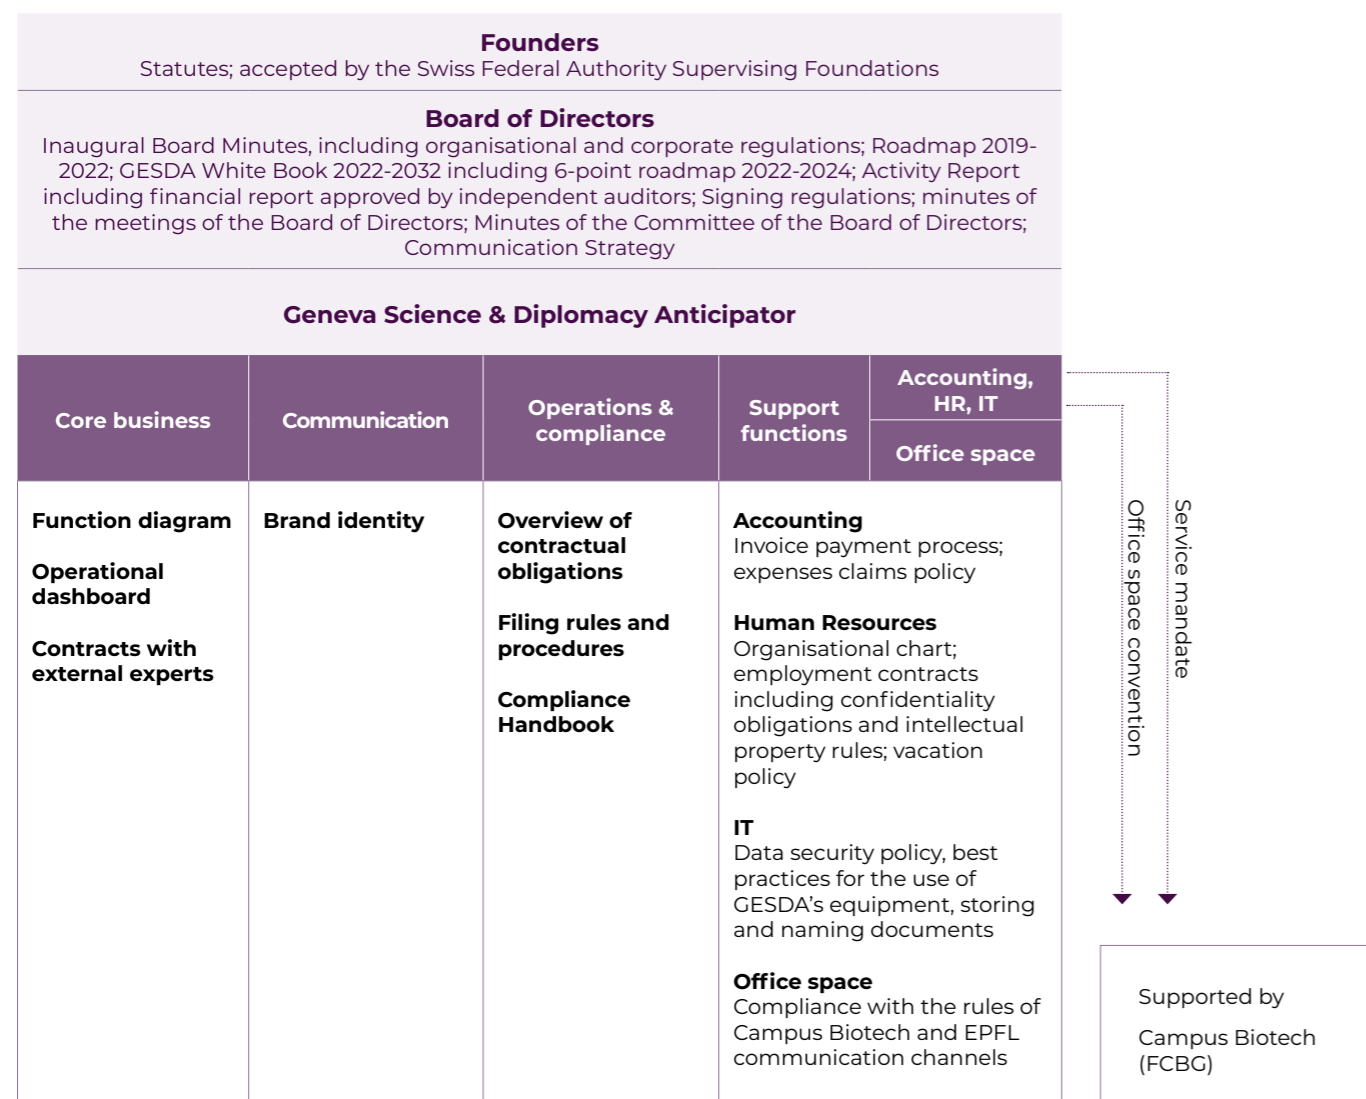 Founders
Statutes; accepted by the Swiss Federal Authority Supervising Foundations
Board of Directors
Inaugural Board Minutes, including organisational and corporate regulations; Roadmap 2019-
2022; GESDA White Book 2022-2032 including 6-point roadmap 2022-2024; Activity Report
including financial report approved by independent auditors; Signing regulations; minutes of
the meetings of the Board of Directors; Minutes of the Committee of the Board of Directors;
Communication Strategy
Geneva Science & Diplomacy Anticipator
Core business
Communication
Operations &
compliance
Support
functions
Accounting,
HR, IT
Office space
Function diagram
Operational
dashboard
Contracts with
external experts
Brand identity
Overview of
contractual
obligations
Filing rules and
procedures
Compliance
Handbook
Accounting
Invoice payment process;
expenses claims policy
Human Resources
Organisational chart;
employment contracts
including confidentiality
obligations and intellectual
property rules; vacation
policy
IT
Data security policy, best
practices for the use of
GESDA’s equipment, storing
and naming documents
Office space
Compliance with the rules of
Campus Biotech and EPFL
communication channels
Office space convention
Service mandate
Supported by
Campus Biotech
(FCBG)